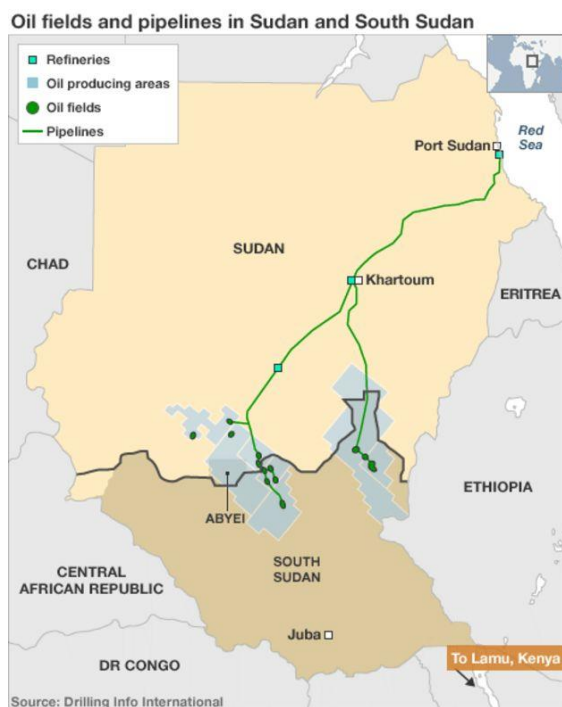 Oil fields and pipelines in Sudan and South Sudan
Refineries
Oil producing areas
Oil fields
Pipelines
Port Sudan
Red
Sea
CHAD
SUDAN
Khartoum
ERITREA
ETHIOPIA
ABYEI
SOUTH
SUDAN
CENTRAL
AFRICAN REPUBLIC
Juba
DR CONGO
To Lamu, Kenya
Source: Drilling Info International